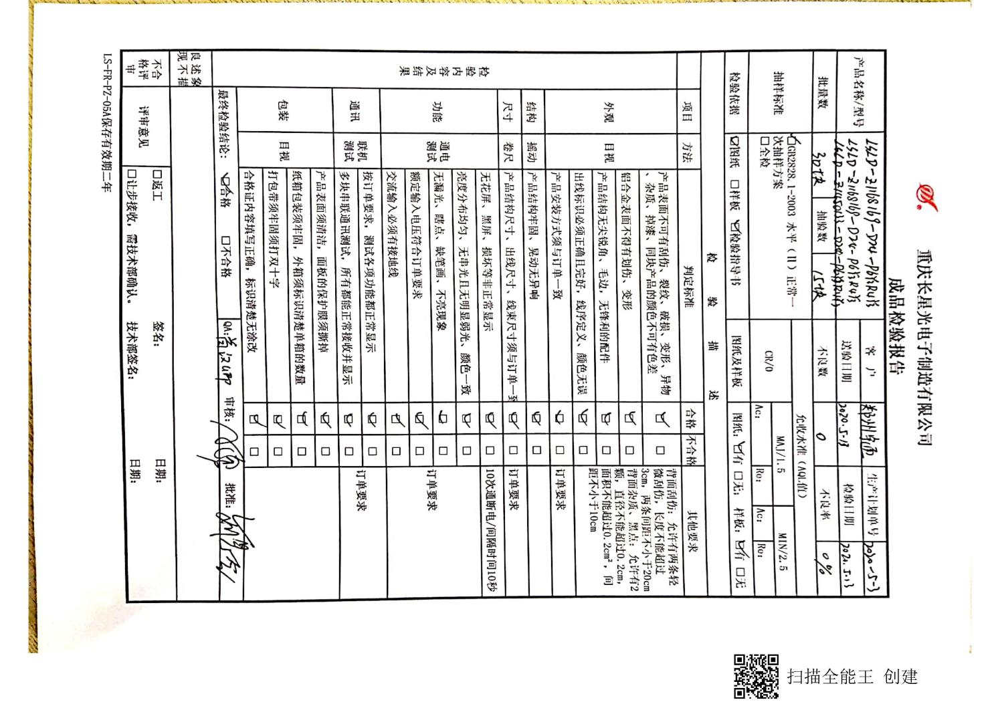 重庆长星光电子制造有限公司
成品检验报告
产品名称/型号
客 户
生产计划单号 2020-5-3
送验日期 2020.5.13 检验日期 2020.5.13
批量数 30块 抽验数 15块 不良数 0 不良率 0%
抽样标准 ☑GB2828.1-2003 水平（II）正常一
次抽样方案
□全检
CR/0
允收水准（AQL值）
MAJ/1.5 MIN/2.5
Ac: Re: Ac: Re:
检验依据 ☑图纸 □样板 ☑检验指导书 图纸及样板 图纸: ☑有 □无; 样板: ☑有 □无
检 验 描 述
检验内容及结果
项目 方法 判定标准 合格 不合格 其他要求
外观 目视
产品表面不可有刮伤、裂纹、破损、变形、异物
、杂质、掉漆、同块产品的颜色不可有色差 ☑ □
铝合金表面不得有划伤、变形 ☑ □
产品结构无尖锐角、毛边，无锋利的配件 ☑ □
出线标识必须正确且完好，线序定义、颜色无误 ☑ □
背面刮伤：允许有两条轻
微刮伤，长度不能超过
3cm，两条间距不小于20cm
背面杂质、黑点：允许有2
颗，直径不能超过0.2cm，
面积不能超过0.2cm²，间
距不小于10cm
产品安装方式须与订单一致 ☑ □ 订单要求
结构 摇动 产品结构牢固、晃动无异响 ☑ □
尺寸 卷尺 产品结构尺寸、出线尺寸、线束尺寸须与订单一致 ☑ □ 订单要求
功能 通电
测试
无花屏、黑屏、损坏等非正常显示 ☑ □ 10次通断电/间隔时间10秒
亮度分布均匀、无串光且无明显弱光、颜色一致 ☑ □
无漏光、瞎点、缺笔画、不亮现象 ☑ □
额定输入电压符合订单要求 ☑ □
交流输入必须有接地线 ☑ □
订单要求
通讯 联机
测试
按订单要求，测试各项功能都正常显示 ☑ □
多块串联通讯测试，所有都能正常接收并显示 ☑ □
订单要求
包装 目视
产品表面须清洁，面板的保护膜须撕掉 ☑ □
纸箱包装须牢固，外箱须标识清楚单箱的数量 ☑ □
打包带须牢固须打双十字 ☑ □
合格证内容填写正确，标识清楚无涂改 ☑ □
最终检验结论: ☑合格 □不合格 QA: 审核: 批准:
良述象
现不描
不合
格评
审
评审意见
□返工 签名: 日期:
□让步接收，需技术部确认。 技术部签名: 日期:
LS-FR-PZ-05A保存有效期二年
扫描全能王 创建